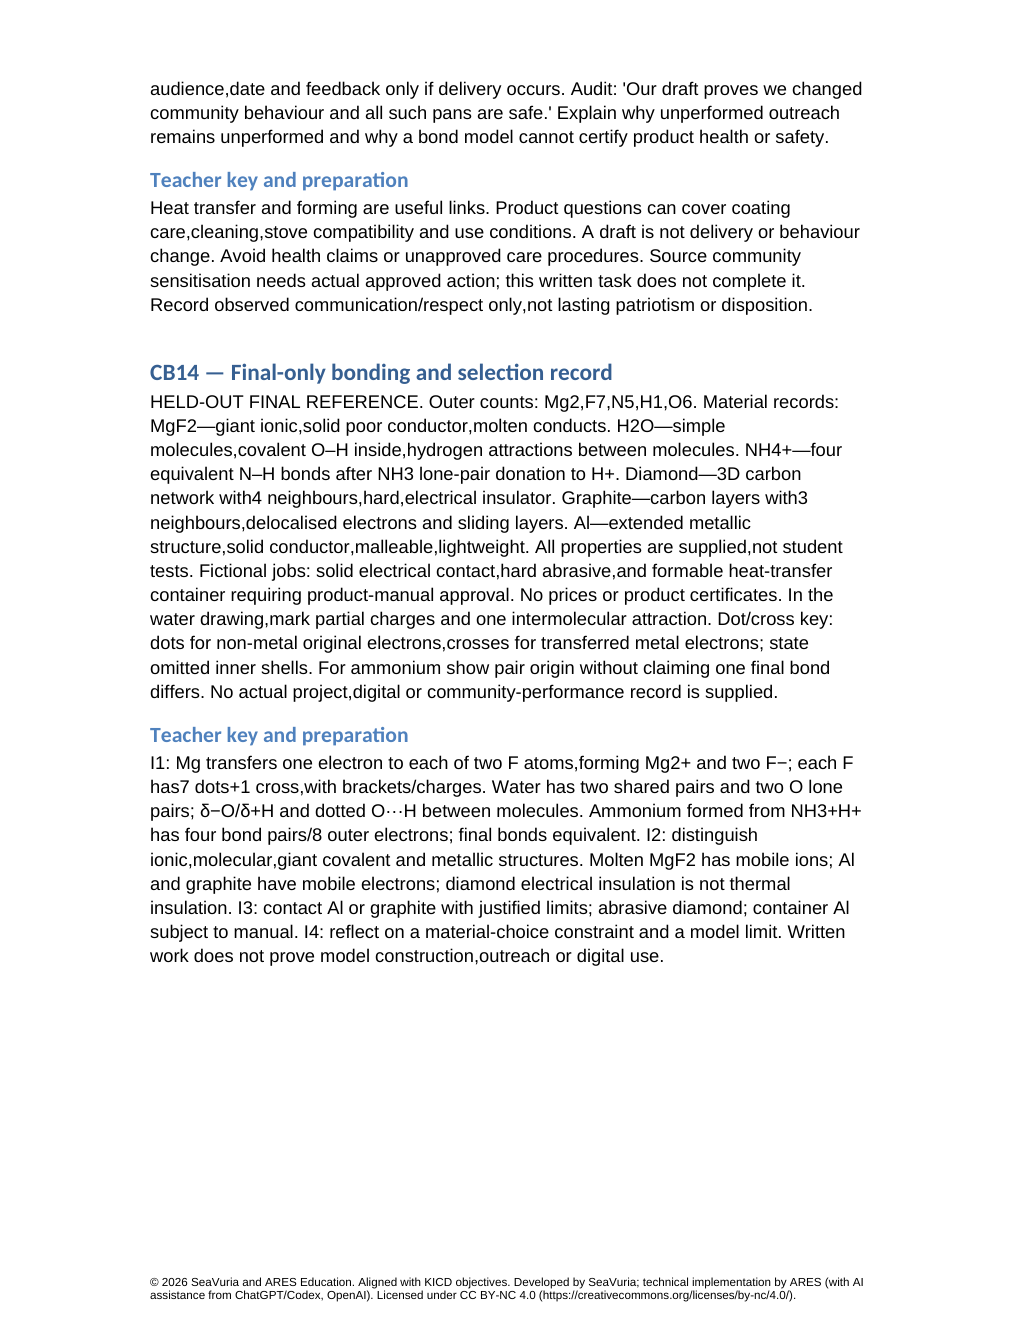 audience,date and feedback only if delivery occurs. Audit: 'Our draft proves we changed
community behaviour and all such pans are safe.' Explain why unperformed outreach
remains unperformed and why a bond model cannot certify product health or safety.
Teacher key and preparation
Heat transfer and forming are useful links. Product questions can cover coating
care,cleaning,stove compatibility and use conditions. A draft is not delivery or behaviour
change. Avoid health claims or unapproved care procedures. Source community
sensitisation needs actual approved action; this written task does not complete it.
Record observed communication/respect only,not lasting patriotism or disposition.
CB14 — Final-only bonding and selection record
HELD-OUT FINAL REFERENCE. Outer counts: Mg2,F7,N5,H1,O6. Material records:
MgF2—giant ionic,solid poor conductor,molten conducts. H2O—simple
molecules,covalent O–H inside,hydrogen attractions between molecules. NH4+—four
equivalent N–H bonds after NH3 lone-pair donation to H+. Diamond—3D carbon
network with4 neighbours,hard,electrical insulator. Graphite—carbon layers with3
neighbours,delocalised electrons and sliding layers. Al—extended metallic
structure,solid conductor,malleable,lightweight. All properties are supplied,not student
tests. Fictional jobs: solid electrical contact,hard abrasive,and formable heat-transfer
container requiring product-manual approval. No prices or product certificates. In the
water drawing,mark partial charges and one intermolecular attraction. Dot/cross key:
dots for non-metal original electrons,crosses for transferred metal electrons; state
omitted inner shells. For ammonium show pair origin without claiming one final bond
differs. No actual project,digital or community-performance record is supplied.
Teacher key and preparation
I1: Mg transfers one electron to each of two F atoms,forming Mg2+ and two F−; each F
has7 dots+1 cross,with brackets/charges. Water has two shared pairs and two O lone
pairs; δ−O/δ+H and dotted O···H between molecules. Ammonium formed from NH3+H+
has four bond pairs/8 outer electrons; final bonds equivalent. I2: distinguish
ionic,molecular,giant covalent and metallic structures. Molten MgF2 has mobile ions; Al
and graphite have mobile electrons; diamond electrical insulation is not thermal
insulation. I3: contact Al or graphite with justified limits; abrasive diamond; container Al
subject to manual. I4: reflect on a material-choice constraint and a model limit. Written
work does not prove model construction,outreach or digital use.
© 2026 SeaVuria and ARES Education. Aligned with KICD objectives. Developed by SeaVuria; technical implementation by ARES (with AI
assistance from ChatGPT/Codex, OpenAI). Licensed under CC BY-NC 4.0 (https://creativecommons.org/licenses/by-nc/4.0/).